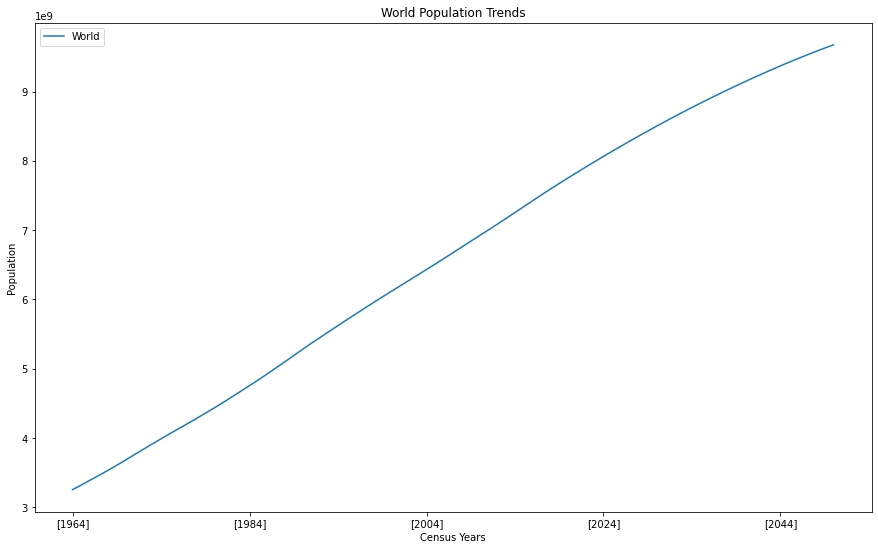 World Population Trends
1e9
World
9
8
7
6
5
4
3
Population
[1964]
[1984]
[2004]
[2024]
[2044]
Census Years